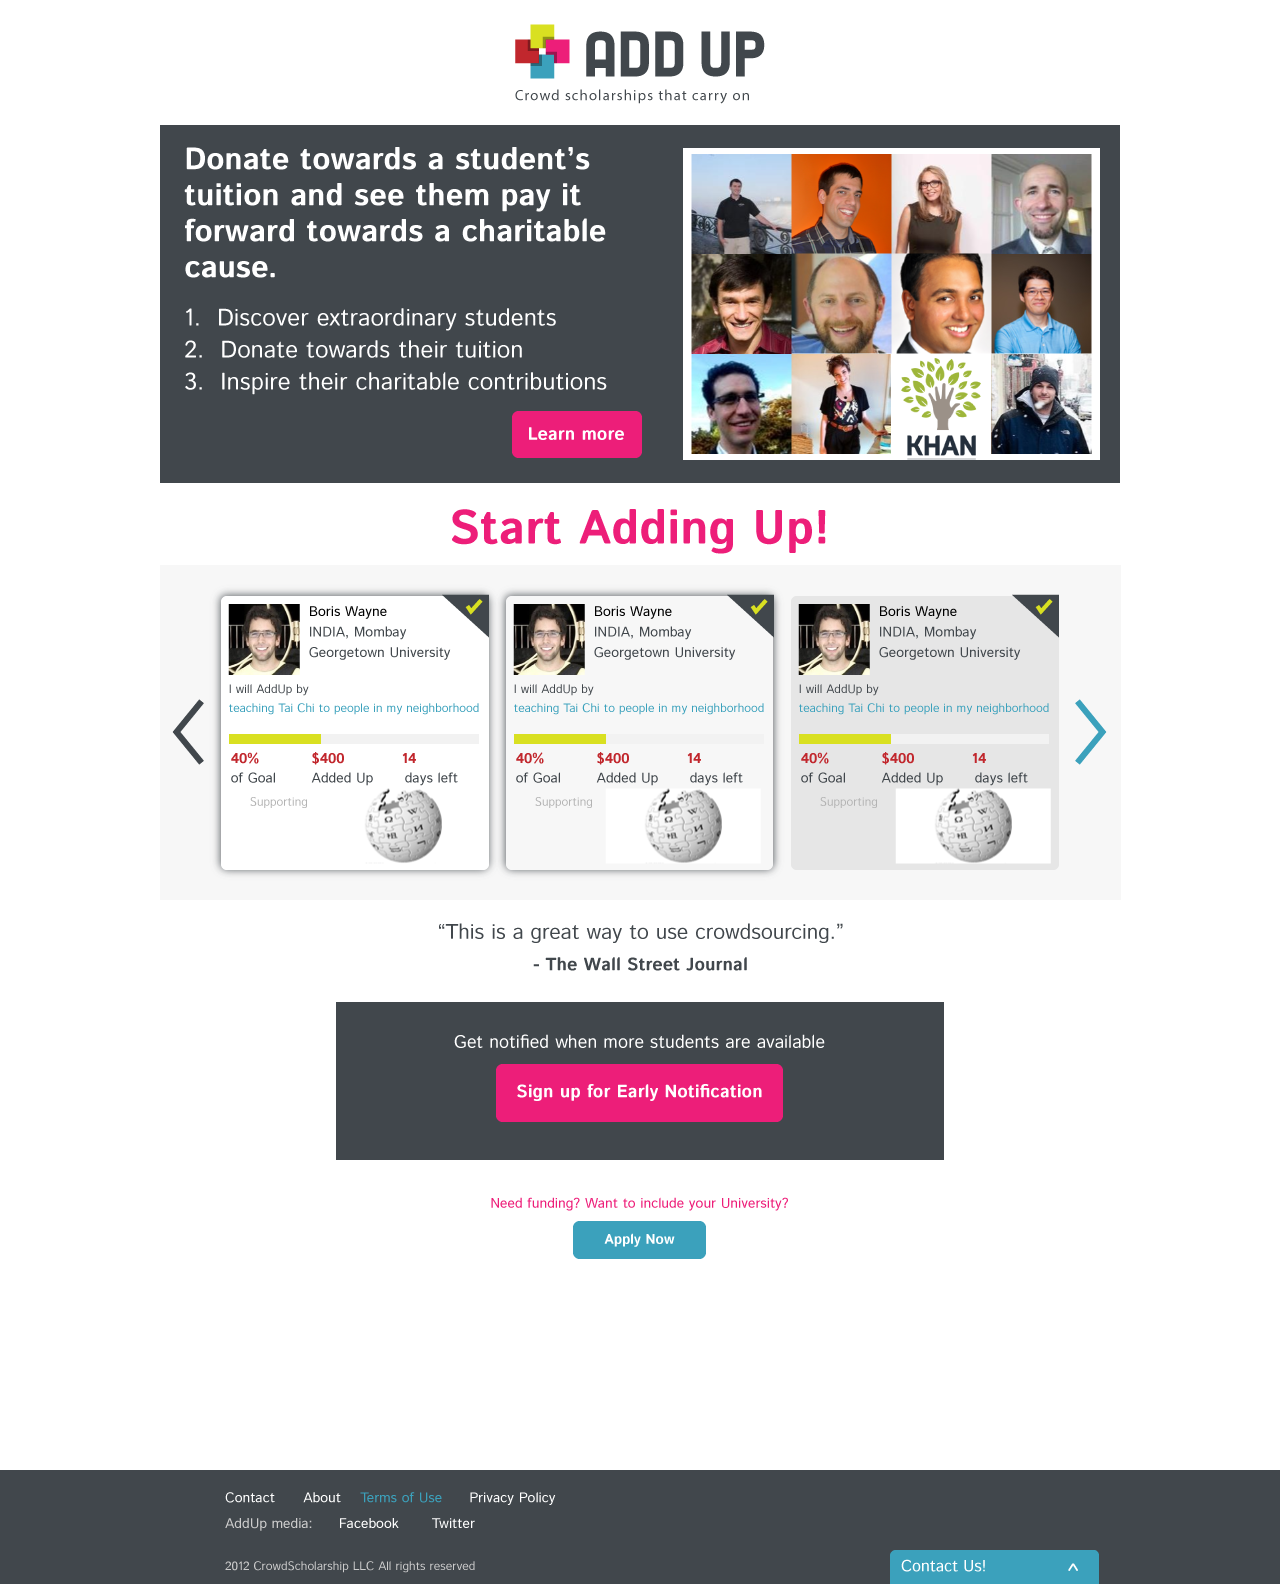 ADD UP
Crowd scholarships that carry on
Donate towards a student’s
tuition and see them pay it
forward towards a charitable
cause.
1. Discover extraordinary students
2. Donate towards their tuition
3. Inspire their charitable contributions
Learn more
KHAN
Start Adding Up!
Boris Wayne
INDIA, Mombay
Georgetown University
I will AddUp by
teaching Tai Chi to people in my neighborhood
40% $400 14
of Goal Added Up days left
Supporting
Boris Wayne
INDIA, Mombay
Georgetown University
I will AddUp by
teaching Tai Chi to people in my neighborhood
40% $400 14
of Goal Added Up days left
Supporting
Boris Wayne
INDIA, Mombay
Georgetown University
I will AddUp by
teaching Tai Chi to people in my neighborhood
40% $400 14
of Goal Added Up days left
Supporting
“This is a great way to use crowdsourcing.”
- The Wall Street Journal
Get notified when more students are available
Sign up for Early Notification
Need funding? Want to include your University?
Apply Now
Contact About Terms of Use Privacy Policy
AddUp media: Facebook Twitter
2012 CrowdScholarship LLC All rights reserved
Contact Us!